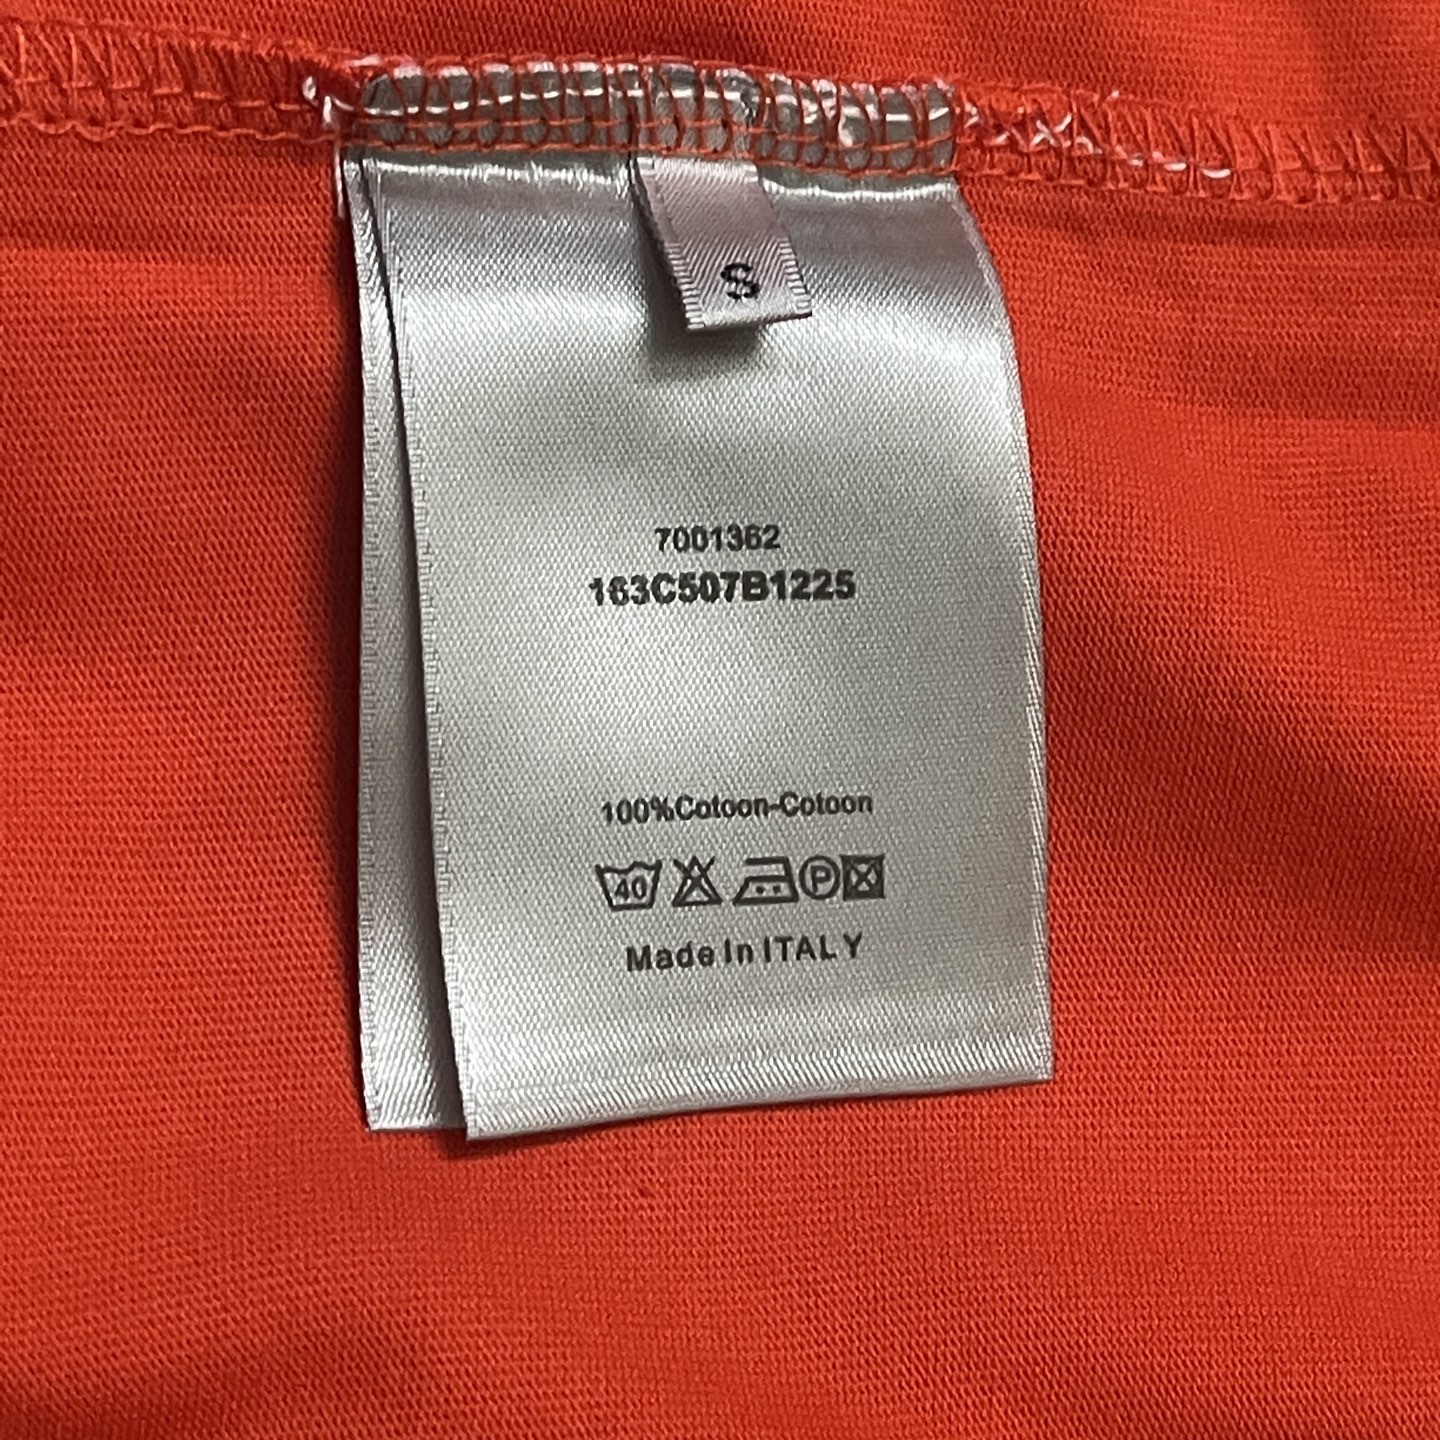 S
7001362
163C507B1225
100%Cotoon-Cotoon
40 P
Made In ITALY